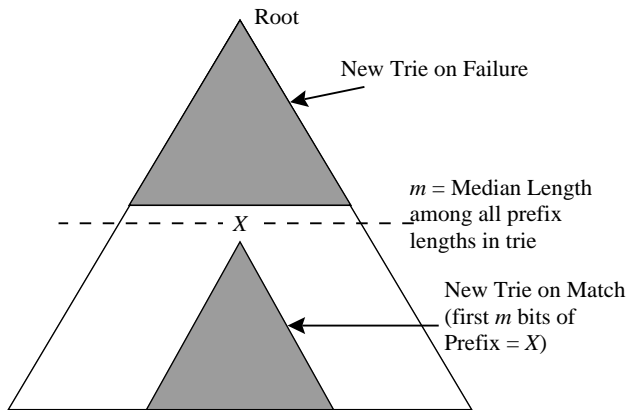 Root
New Trie on Failure
m = Median Length
among all prefix
lengths in trie
X
New Trie on Match
(first m bits of
Prefix = X)